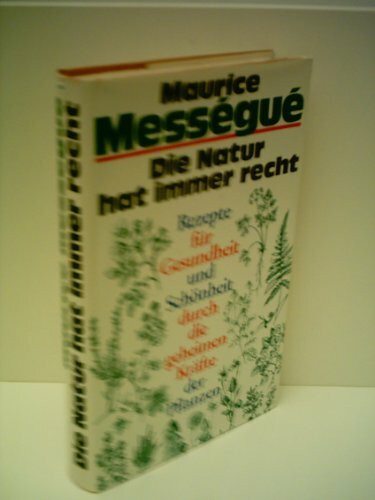 Maurice
Mességué
Die Natur
hat immer recht
Rezepte
für
Gesundheit
und
Schönheit
durch
die
geheimen
Kräfte
der
Pflanzen
Die Natur hat immer recht